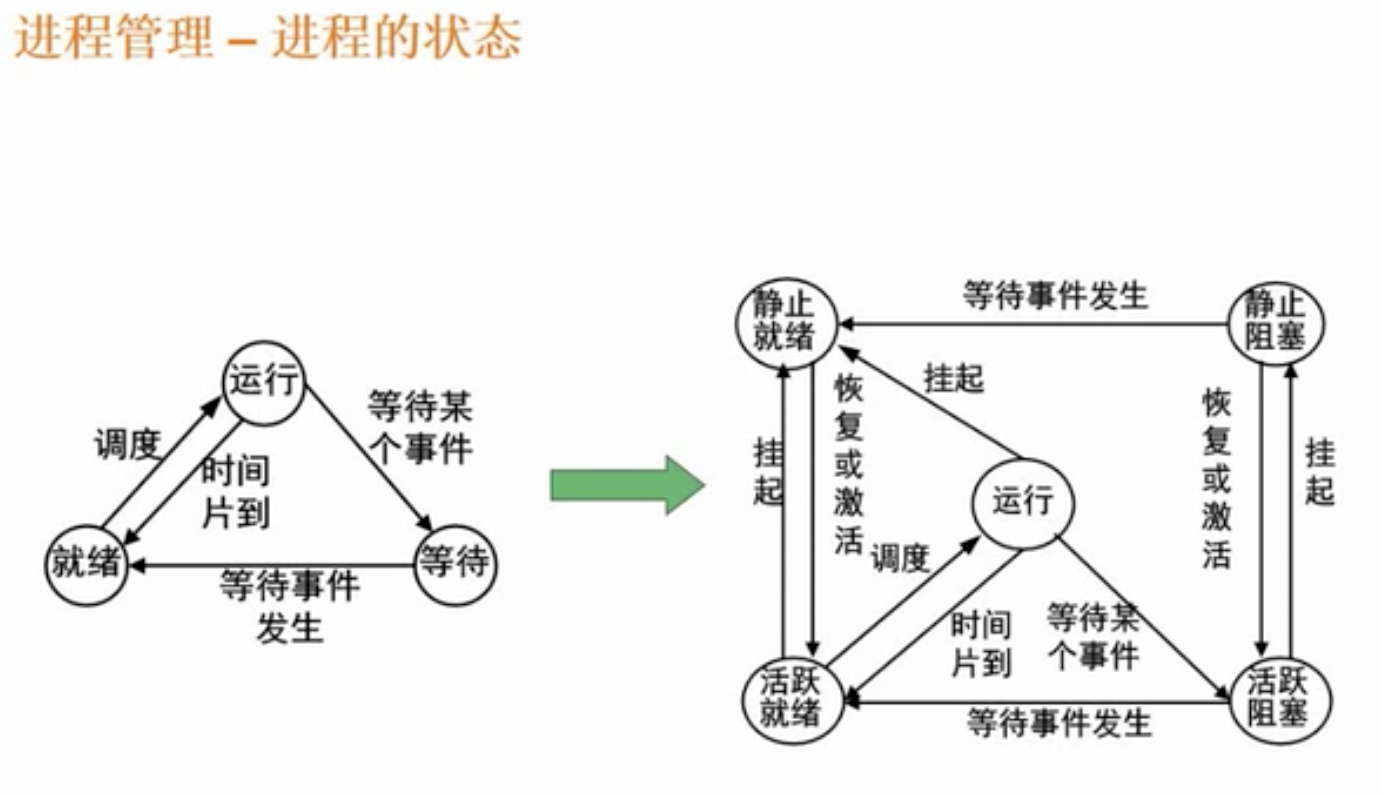 进程管理 – 进程的状态
运行
调度
等待某
个事件
时间
片到
就绪
等待
等待事件
发生
静止
就绪
等待事件发生
静止
阻塞
挂起
挂
起
恢
复
或
激
活
恢
复
或
激
活
挂
起
运行
调度
时间
片到
等待某
个事件
活跃
就绪
等待事件发生
活跃
阻塞